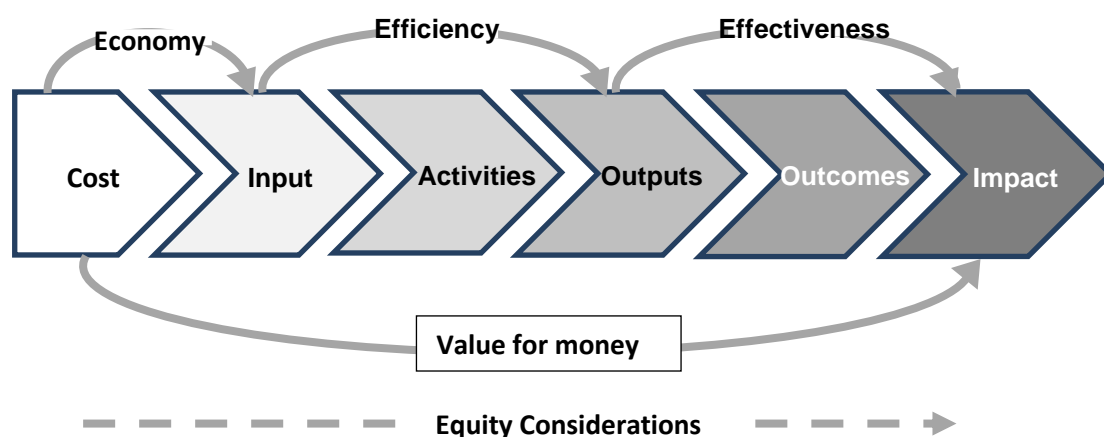 Economy
Efficiency
Effectiveness
Cost
Input
Activities
Outputs
Outcomes
Impact
Value for money
Equity Considerations